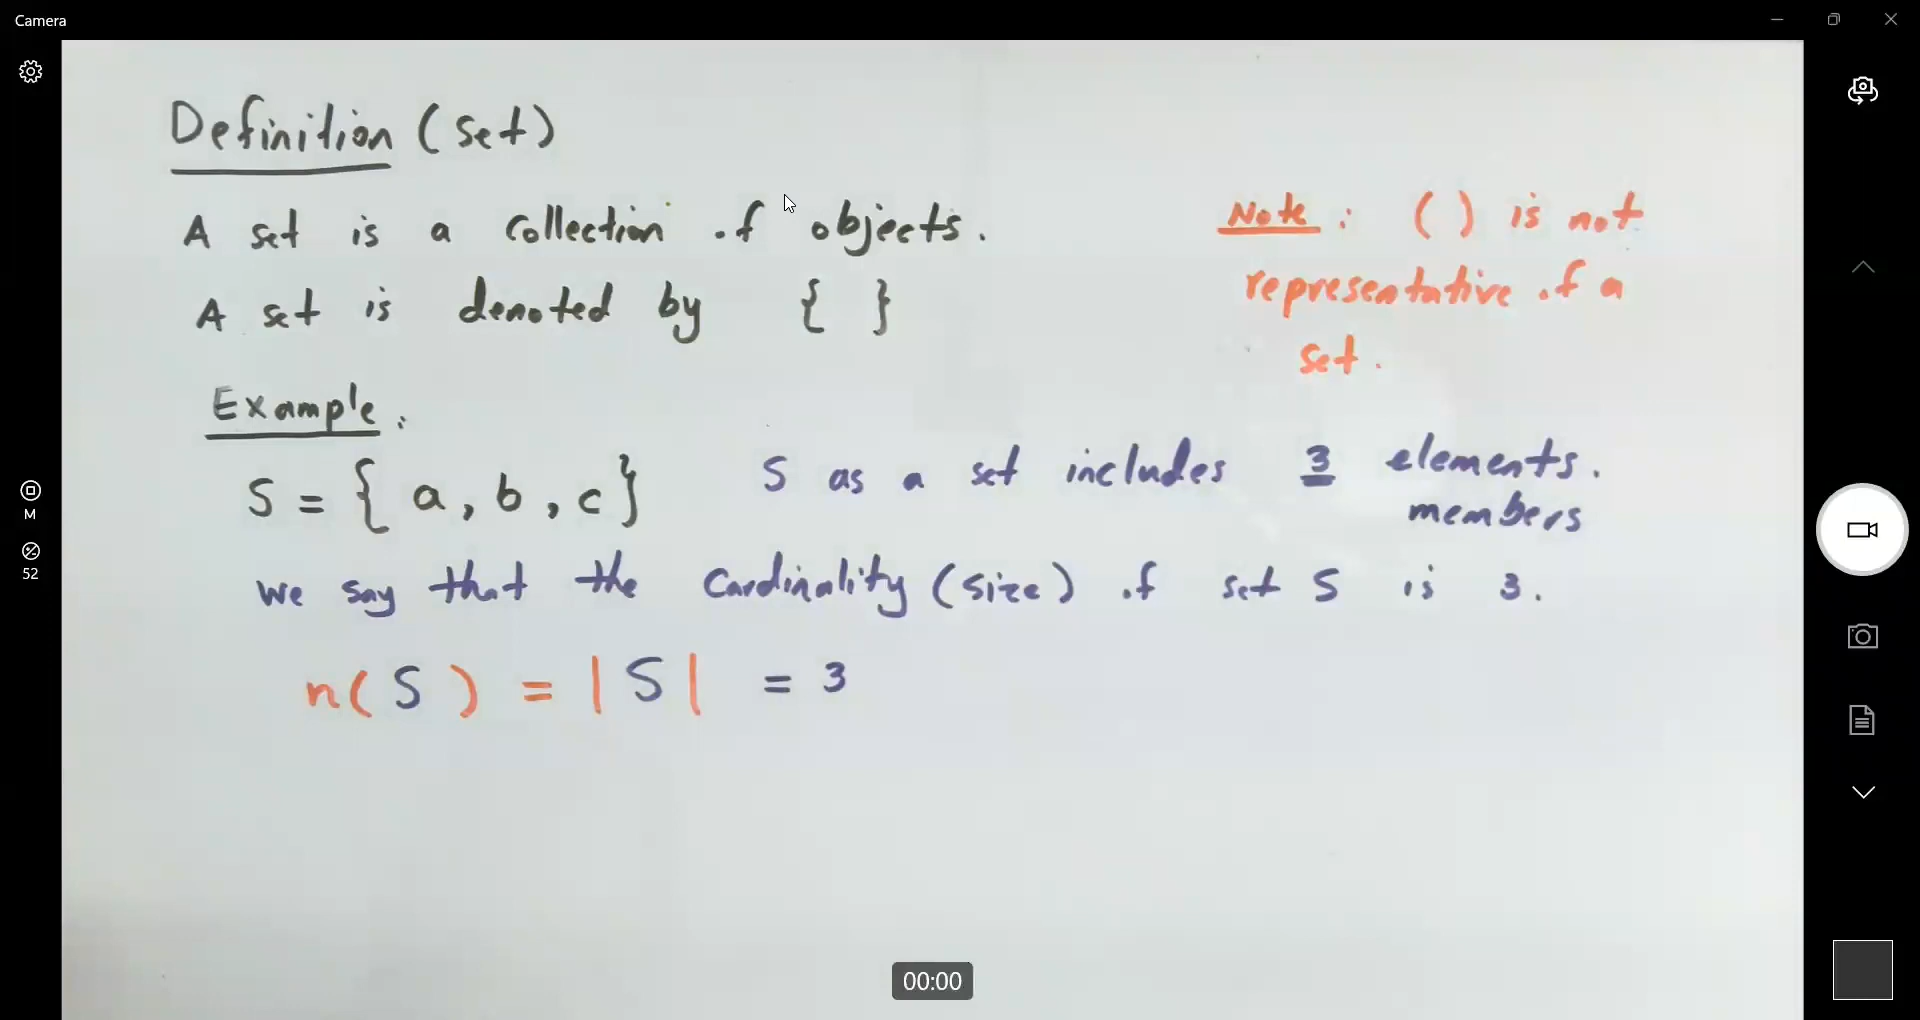 Camera
Definition (set)
A set is a collection of objects.
A set is denoted by { }
Note : ( ) is not
representative of a
set.
Example :
S = { a, b, c }
S as a set includes 3 elements.
members
we say that the Cardinality (size) of set S is 3.
n( S ) = | S | = 3
M
52
00:00